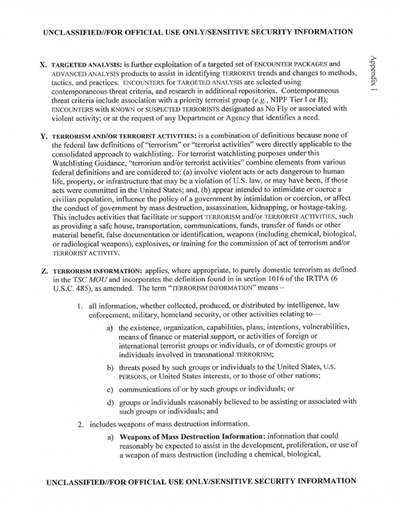 UNCLASSIFIED//FOR OFFICIAL USE ONLY/SENSITIVE SECURITY INFORMATION
Appendix 1
X. TARGETED ANALYSIS: is further exploitation of a targeted set of ENCOUNTER PACKAGES and
ADVANCED ANALYSIS products to assist in identifying TERRORIST trends and changes to methods,
tactics, and practices. ENCOUNTERS for TARGETED ANALYSIS are selected using
contemporaneous threat criteria, and research in additional repositories. Contemporaneous
threat criteria include association with a priority terrorist group (e.g., NIPF Tier I or II);
ENCOUNTERS with KNOWN or SUSPECTED TERRORISTS designated as No Fly or associated with
violent activity; or at the request of any Department or Agency that identifies a need.
Y. TERRORISM AND/OR TERRORIST ACTIVITIES: is a combination of definitions because none of
the federal law definitions of "terrorism" or "terrorist activities" were directly applicable to the
consolidated approach to watchlisting. For terrorist watchlisting purposes under this
Watchlisting Guidance, "terrorism and/or terrorist activities" combine elements from various
federal definitions and are considered to: (a) involve violent acts or acts dangerous to human
life, property, or infrastructure that may be a violation of U.S. law, or may have been, if those
acts were committed in the United States; and, (b) appear intended to intimidate or coerce a
civilian population, influence the policy of a government by intimidation or coercion, or affect
the conduct of government by mass destruction, assassination, kidnapping, or hostage-taking.
This includes activities that facilitate or support TERRORISM and/or TERRORIST ACTIVITIES, such
as providing a safe house, transportation, communications, funds, transfer of funds or other
material benefit, false documentation or identification, weapons (including chemical, biological,
or radiological weapons), explosives, or training for the commission of act of terrorism and/or
TERRORIST ACTIVITY.
Z. TERRORISM INFORMATION: applies, where appropriate, to purely domestic terrorism as defined
in the TSC MOU and incorporates the definition found in in section 1016 of the IRTPA (6
U.S.C. 485), as amended. The term "TERRORISM INFORMATION" means –
1. all information, whether collected, produced, or distributed by intelligence, law
enforcement, military, homeland security, or other activities relating to—
a) the existence, organization, capabilities, plans, intentions, vulnerabilities,
means of finance or material support, or activities of foreign or
international terrorist groups or individuals, or of domestic groups or
individuals involved in transnational TERRORISM;
b) threats posed by such groups or individuals to the United States, U.S.
PERSONS, or United States interests, or to those of other nations;
c) communications of or by such groups or individuals; or
d) groups or individuals reasonably believed to be assisting or associated with
such groups or individuals; and
2. includes weapons of mass destruction information.
a) Weapons of Mass Destruction Information: information that could
reasonably be expected to assist in the development, proliferation, or use of
a weapon of mass destruction (including a chemical, biological,
UNCLASSIFIED//FOR OFFICIAL USE ONLY/SENSITIVE SECURITY INFORMATION